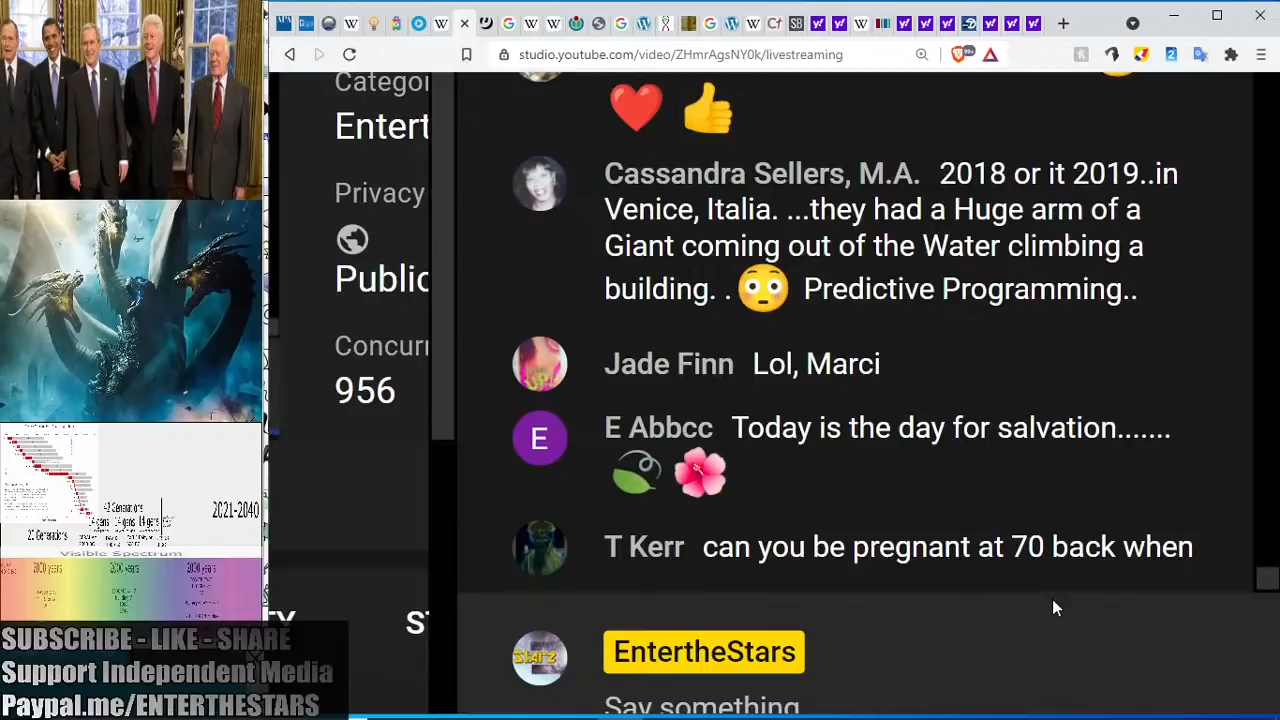 studio.youtube.com/video/ZHmrAgsNY0k/livestreaming
99+
Categor
Entert
Privacy
Public
Concurr
956
Cassandra Sellers, M.A. 2018 or it 2019..in
Venice, Italia. ...they had a Huge arm of a
Giant coming out of the Water climbing a
building. . 😳 Predictive Programming..
Jade Finn Lol, Marci
E
E Abbcc Today is the day for salvation.......
T Kerr can you be pregnant at 70 back when
EntertheStars
Say something
42 Generations
2021-2040
Visible Spectrum
SUBSCRIBE - LIKE - SHARE
Support Independent Media
Paypal.me/ENTERTHESTARS